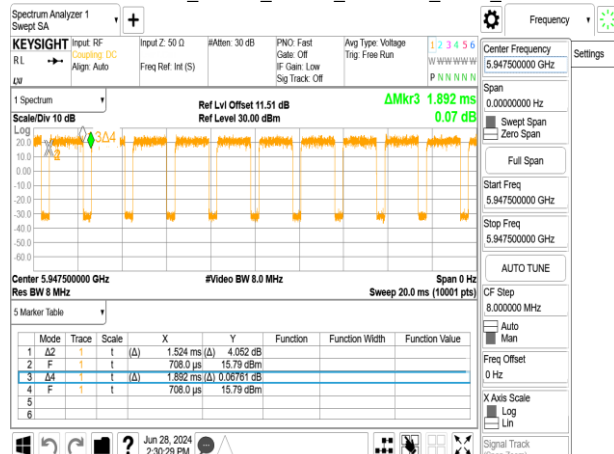 Spectrum Analyzer 1
Swept SA
+
Frequency
KEYSIGHT
Input: RF
Coupling: DC
Align: Auto
Input Z: 50 Ω
Freq Ref: Int (S)
#Atten: 30 dB
PNO: Fast
Gate: Off
IF Gain: Low
Sig Track: Off
Avg Type: Voltage
Trig: Free Run
1 2 3 4 5 6
W W W W W W
P N N N N N
R L
LXI
Center Frequency
5.947500000 GHz
Settings
1 Spectrum
Scale/Div 10 dB
Ref Lvl Offset 11.51 dB
Ref Level 30.00 dBm
ΔMkr3 1.892 ms
0.07 dB
Span
0.00000000 Hz
Swept Span
Zero Span
Full Span
Start Freq
5.947500000 GHz
Stop Freq
5.947500000 GHz
AUTO TUNE
CF Step
8.000000 MHz
Auto
Man
Freq Offset
0 Hz
X Axis Scale
Log
Lin
Signal Track
Log
20.0
10.0
0.00
-10.0
-20.0
-30.0
-40.0
-50.0
-60.0
3Δ4
Center 5.947500000 GHz
Res BW 8 MHz
#Video BW 8.0 MHz
Span 0 Hz
Sweep 20.0 ms (10001 pts)
5 Marker Table
Mode Trace Scale X Y Function Function Width Function Value
1 Δ2 1 t (Δ) 1.524 ms (Δ) 4.052 dB
2 F 1 t 708.0 µs 15.79 dBm
3 Δ4 1 t (Δ) 1.892 ms (Δ) 0.06761 dB
4 F 1 t 708.0 µs 15.79 dBm
5
6
?
Jun 28, 2024
2:30:29 PM